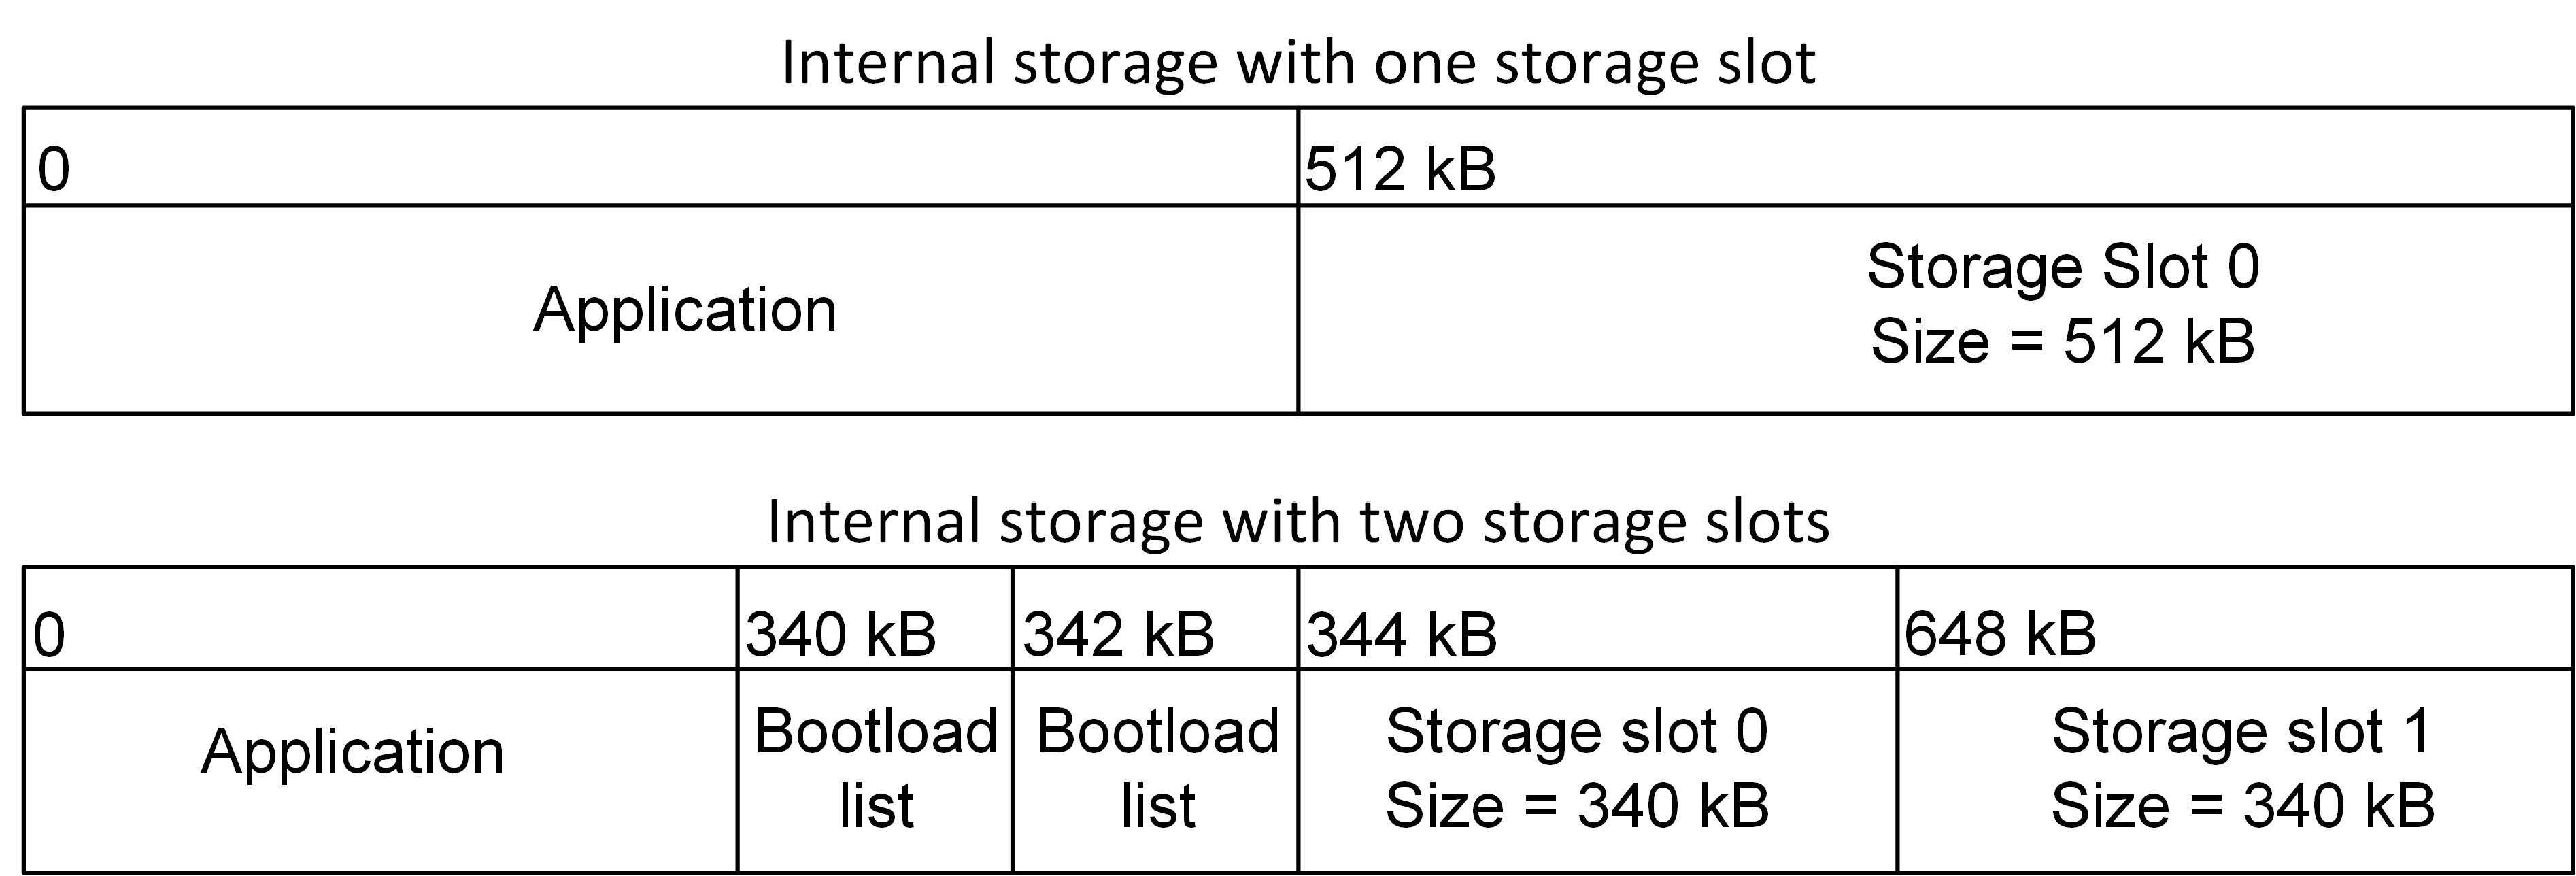 Internal storage with one storage slot
0
512 kB
Application
Storage Slot 0
Size = 512 kB
Internal storage with two storage slots
0
340 kB
342 kB
344 kB
648 kB
Application
Bootload
list
Bootload
list
Storage slot 0
Size = 340 kB
Storage slot 1
Size = 340 kB